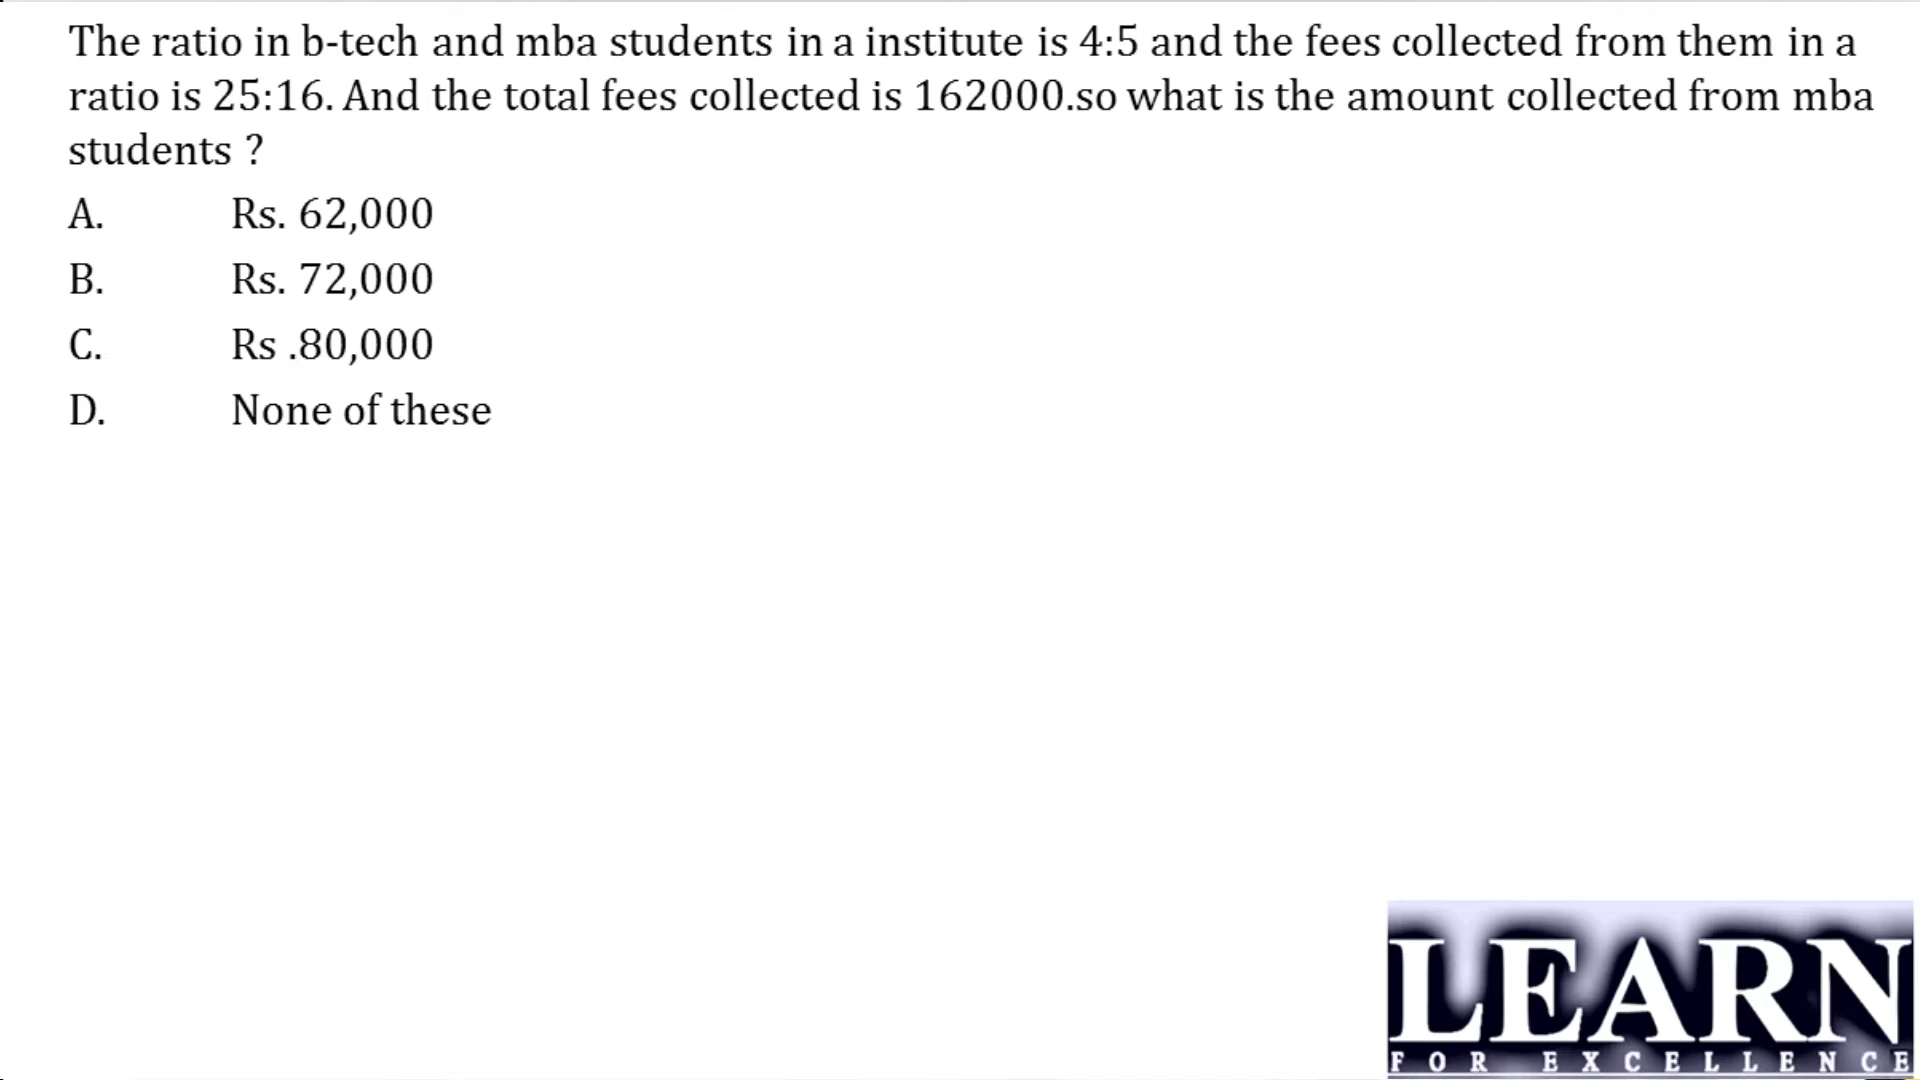 The ratio in b-tech and mba students in a institute is 4:5 and the fees collected from them in a
ratio is 25:16. And the total fees collected is 162000.so what is the amount collected from mba
students ?
A. Rs. 62,000
B. Rs. 72,000
C. Rs .80,000
D. None of these
LEARN
FOR EXCELLENCE